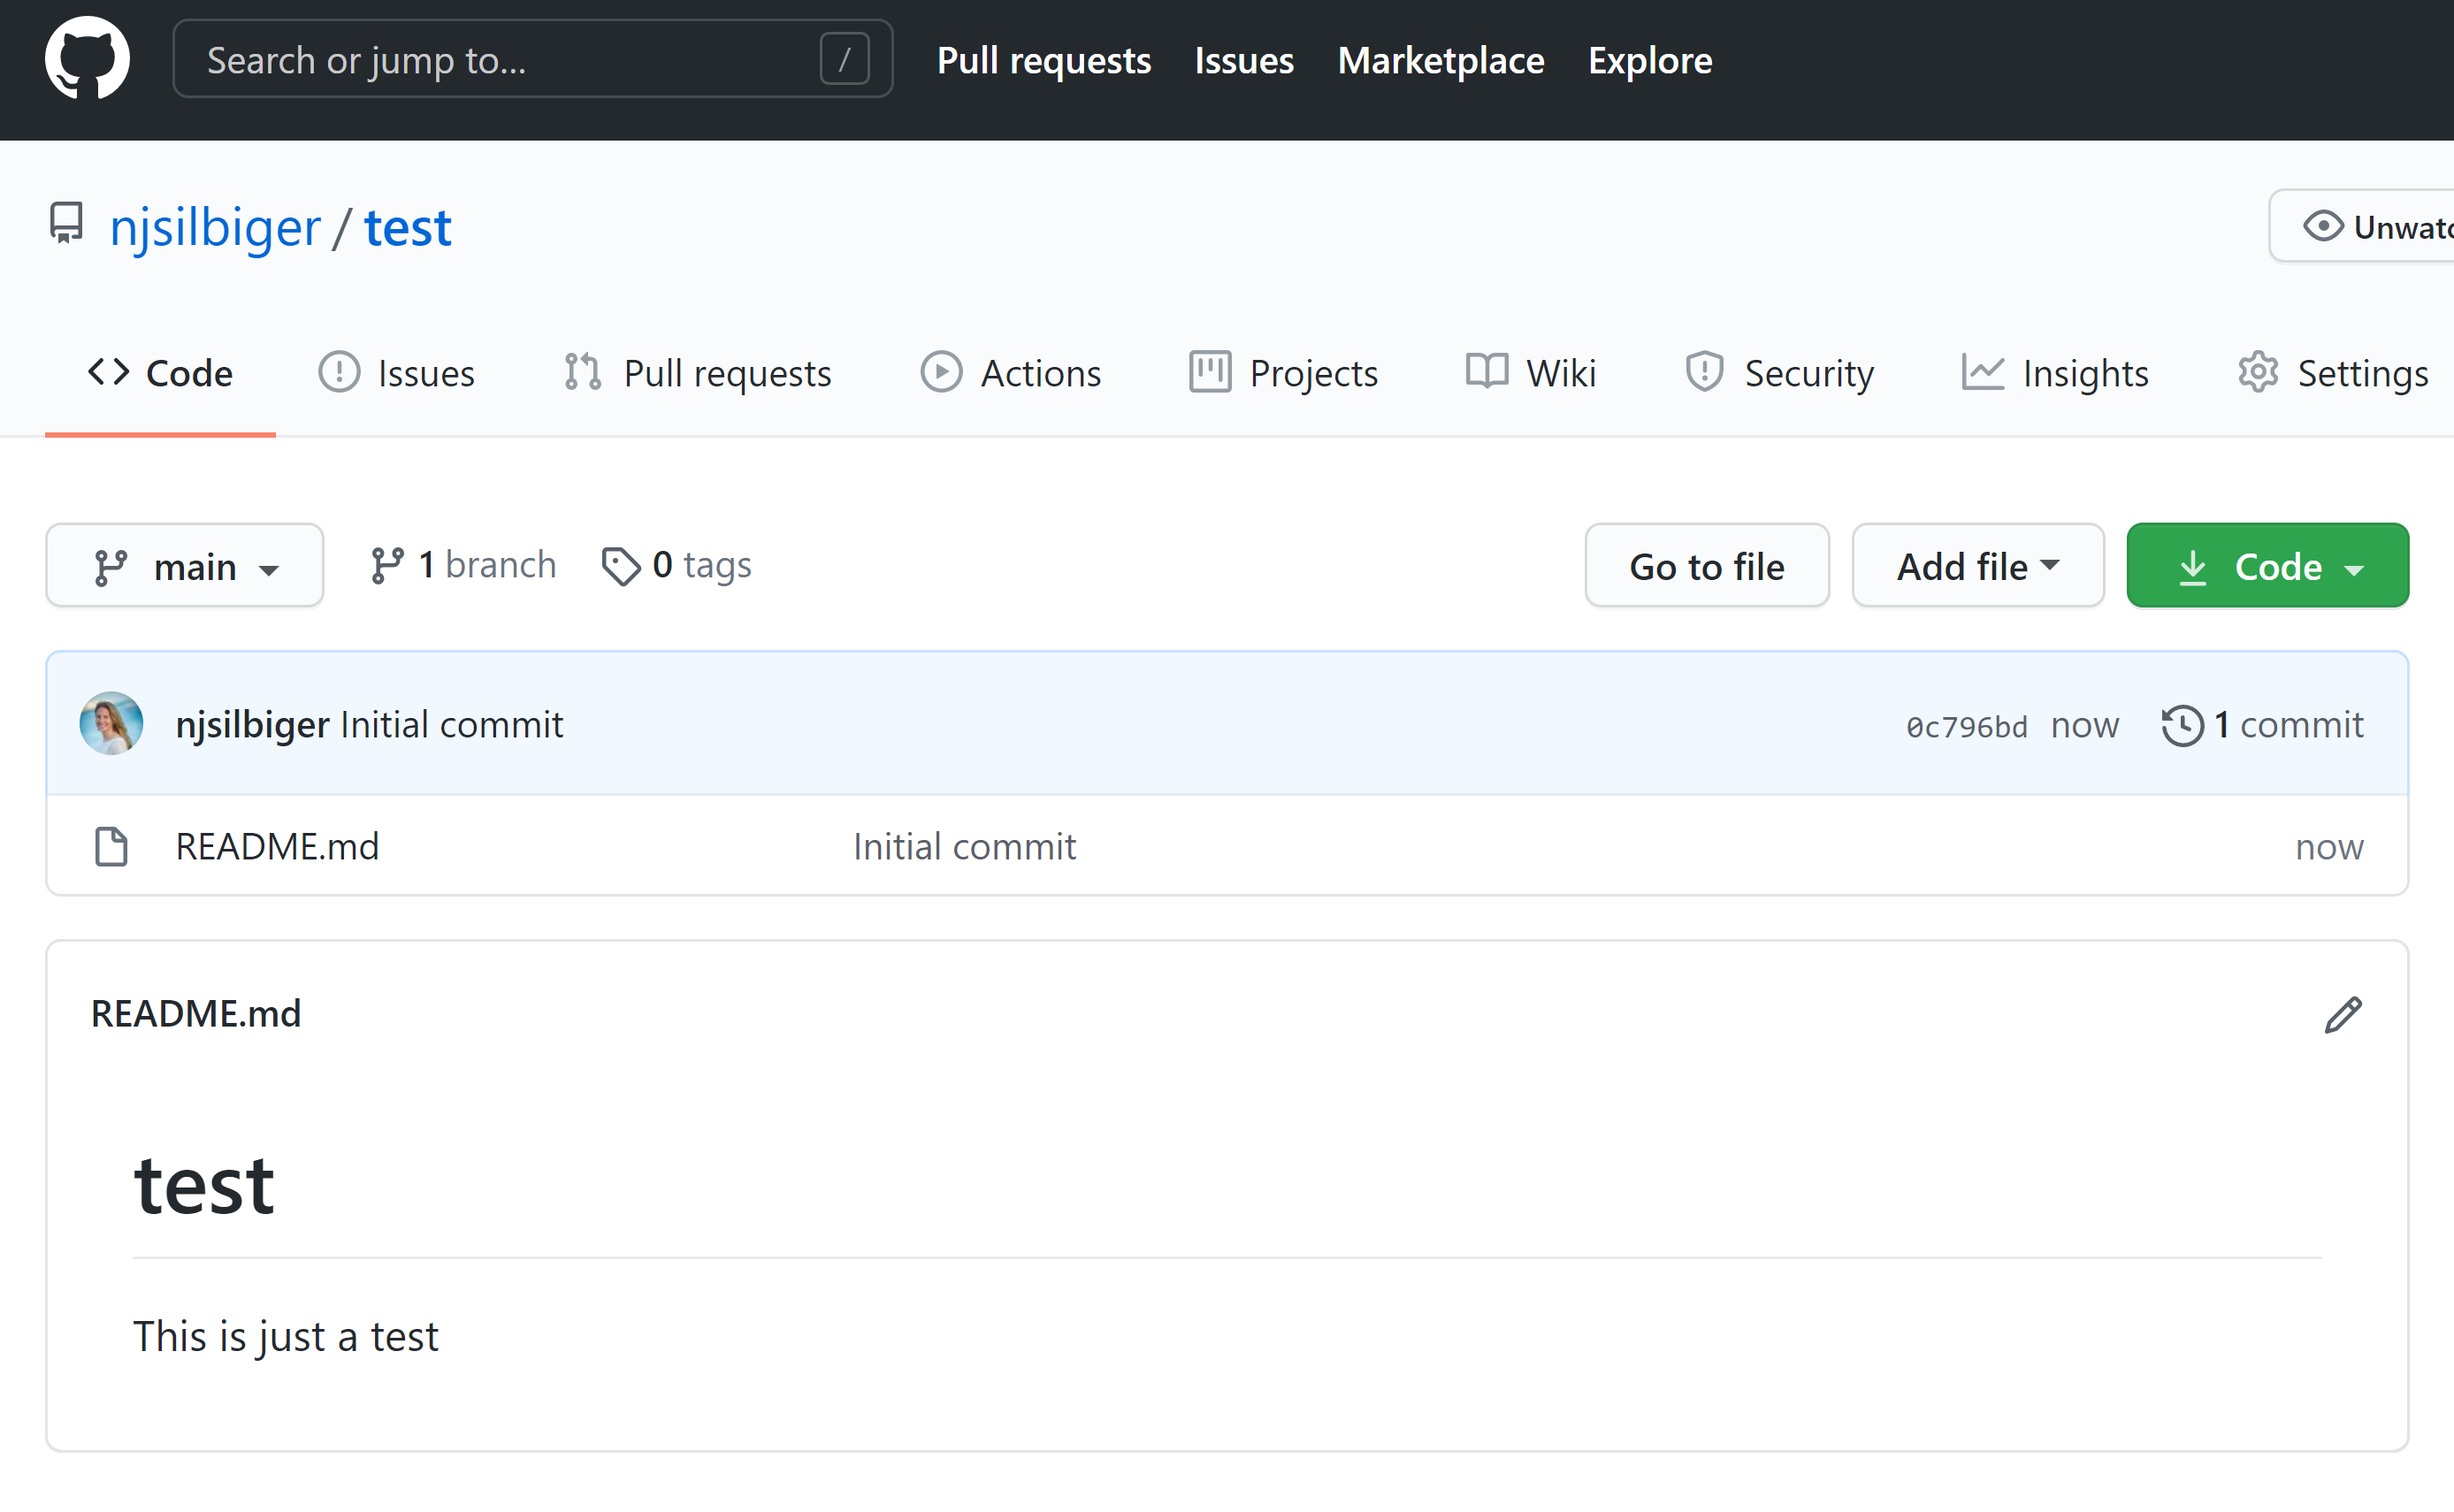 Search or jump to... /
Pull requests Issues Marketplace Explore
njsilbiger / test
Unwatc
Code Issues Pull requests Actions Projects Wiki Security Insights Settings
main 1 branch 0 tags Go to file Add file Code
njsilbiger Initial commit 0c796bd now 1 commit
README.md Initial commit now
README.md
test
This is just a test